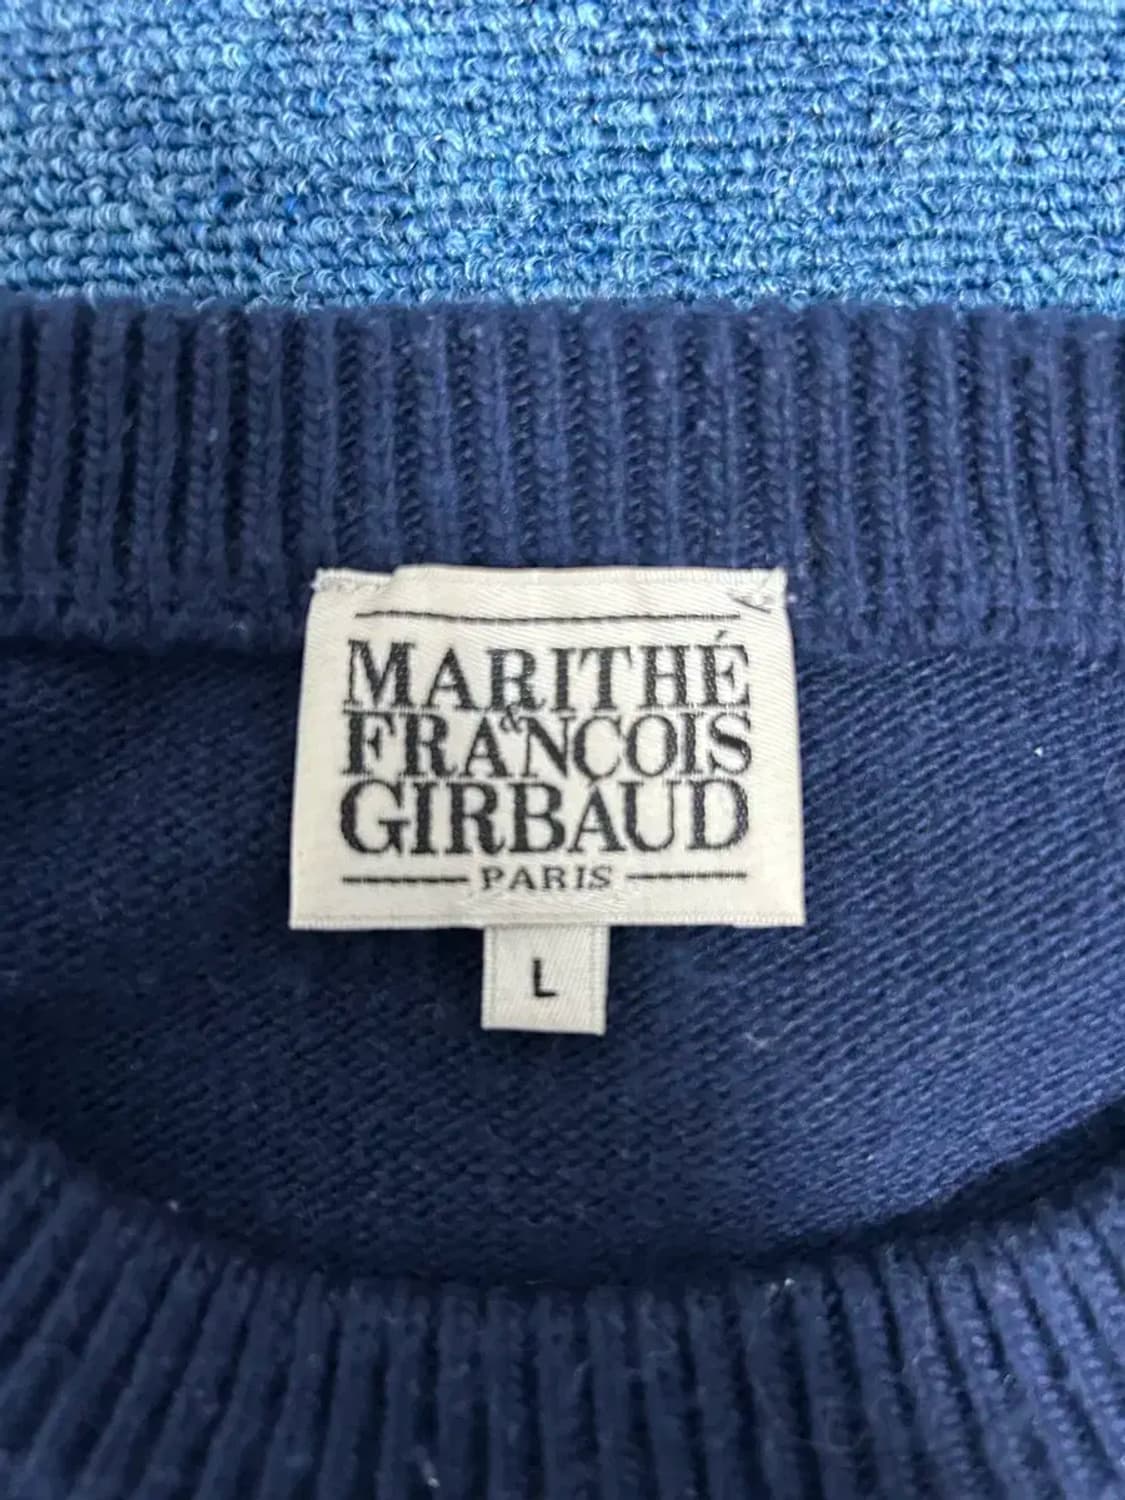 MARITHÉ
&
FRANÇOIS
GIRBAUD
PARIS
L